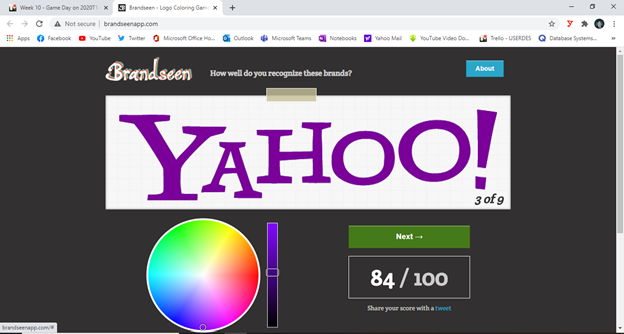 Week 10 - Game Day on 2020T1
Brandseen › Logo Coloring Gam
Not secure | brandseenapp.com
Apps Facebook YouTube Twitter Microsoft Office Ho... Outlook Microsoft Teams Notebooks Yahoo Mail YouTube Video Do... Trello - USERDES Database Systems... »
Brandseen
How well do you recognize these brands?
About
YAHOO!
3 of 9
Next →
84 / 100
Share your score with a tweet
brandseenapp.com/#